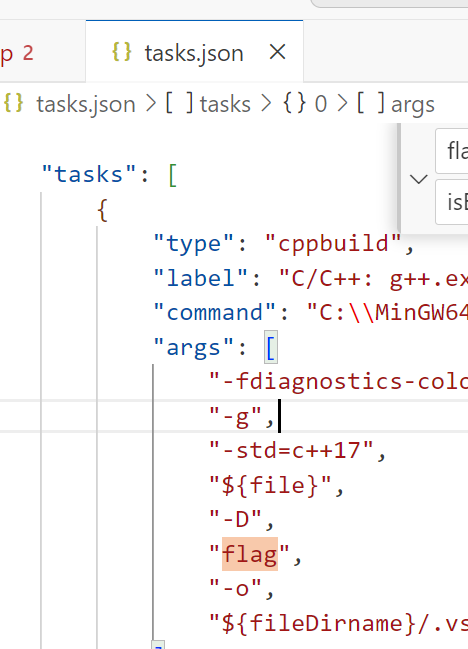 p 2 {} tasks.json ×
{} tasks.json > [ ] tasks > {} 0 > [ ] args
fla
isE
"tasks": [
{
"type": "cppbuild",
"label": "C/C++: g++.ex
"command": "C:\\MinGW64
"args": [
"-fdiagnostics-colo
"-g",
"-std=c++17",
"${file}",
"-D",
"flag",
"-o",
"${fileDirname}/.vs
]